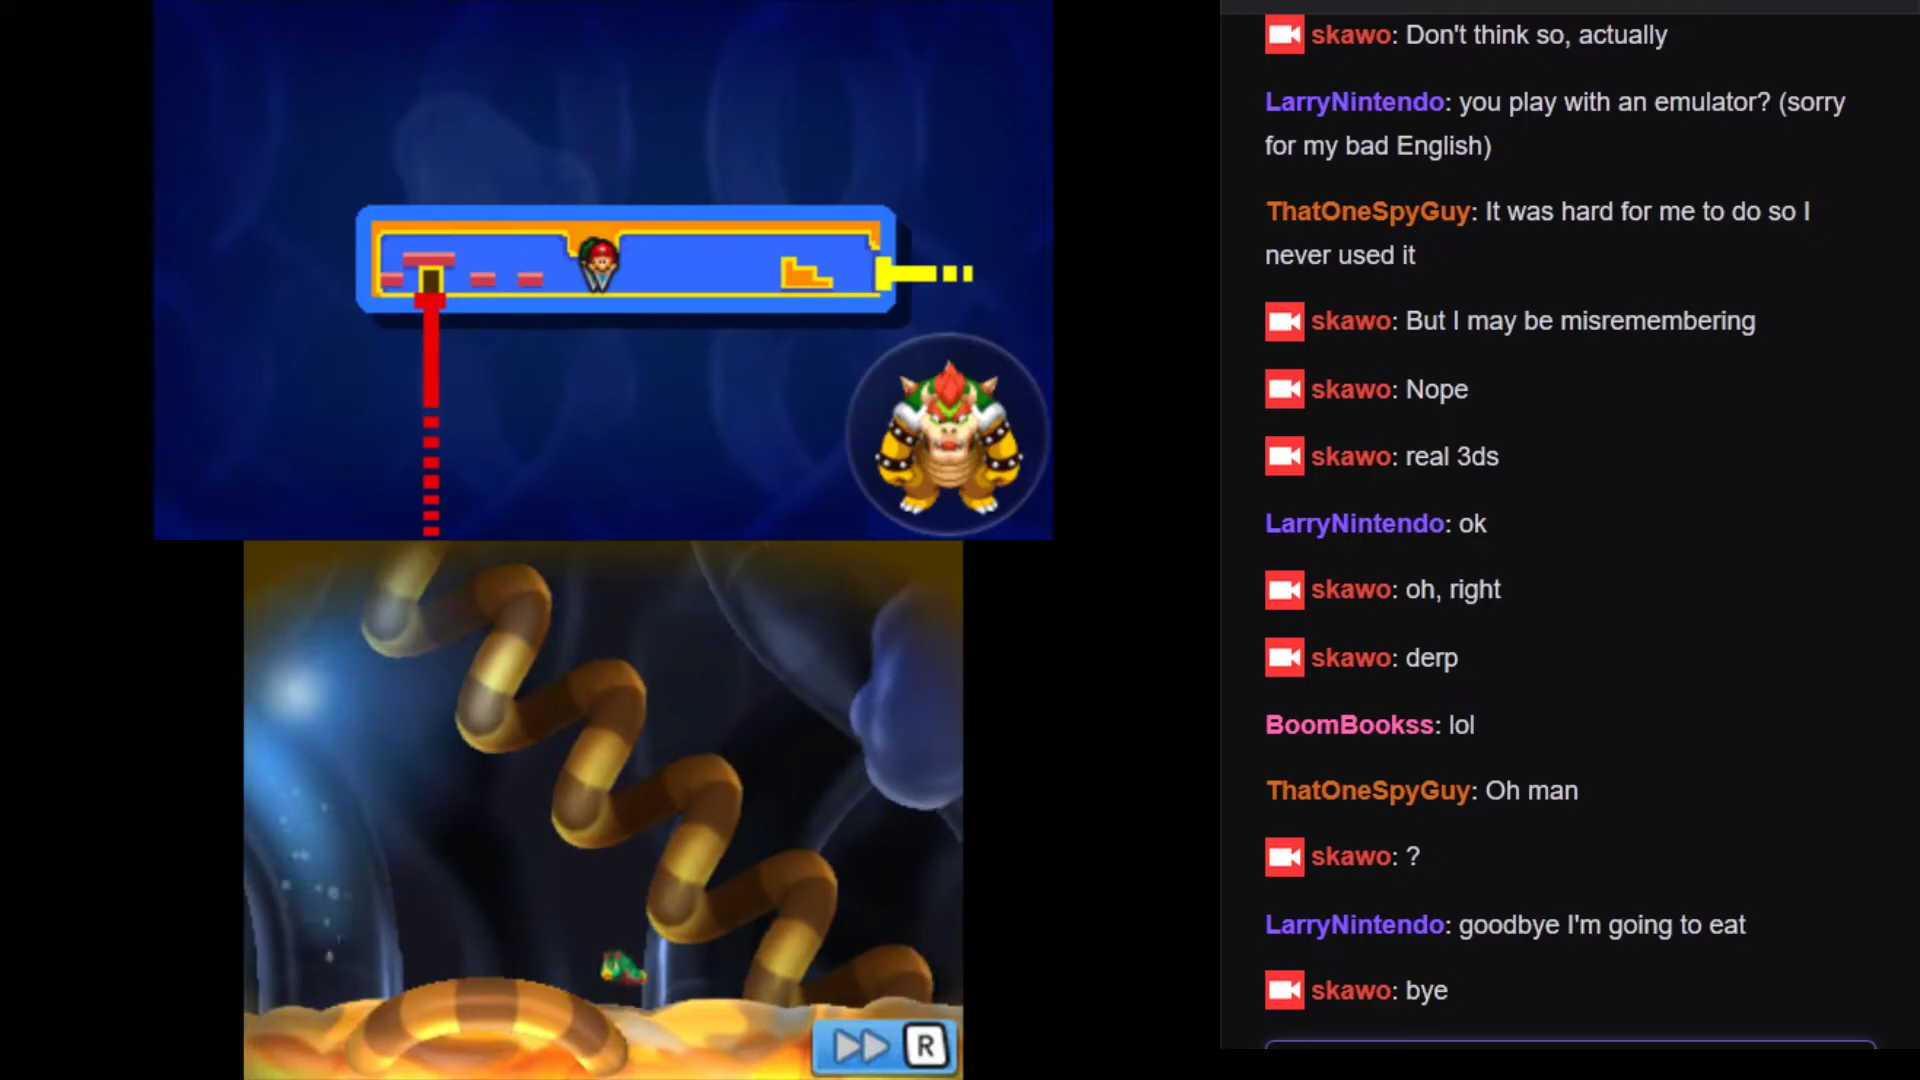 skawo: Don't think so, actually
LarryNintendo: you play with an emulator? (sorry
for my bad English)
ThatOneSpyGuy: It was hard for me to do so I
never used it
skawo: But I may be misremembering
skawo: Nope
skawo: real 3ds
LarryNintendo: ok
skawo: oh, right
skawo: derp
BoomBookss: lol
ThatOneSpyGuy: Oh man
skawo: ?
LarryNintendo: goodbye I'm going to eat
skawo: bye
R